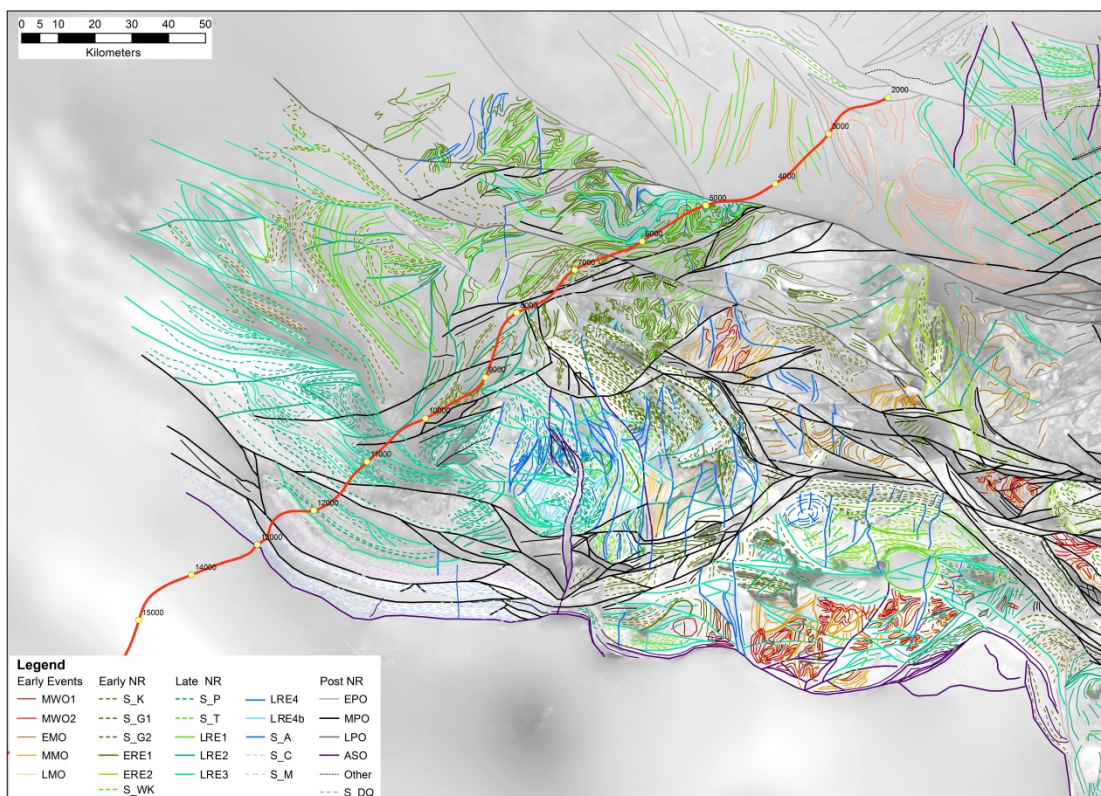 0 5 10 20 30 40 50
Kilometers
2000
3000
4000
5000
6000
7000
8000
9000
10000
11000
12000
13000
14000
15000
Legend
Early Events Early NR Late NR Post NR
MWO1 S_K S_P LRE4 EPO
MWO2 S_G1 S_T LRE4b MPO
EMO S_G2 LRE1 S_A LPO
MMO ERE1 LRE2 S_C ASO
LMO ERE2 LRE3 S_M Other
S_WK S_DQ